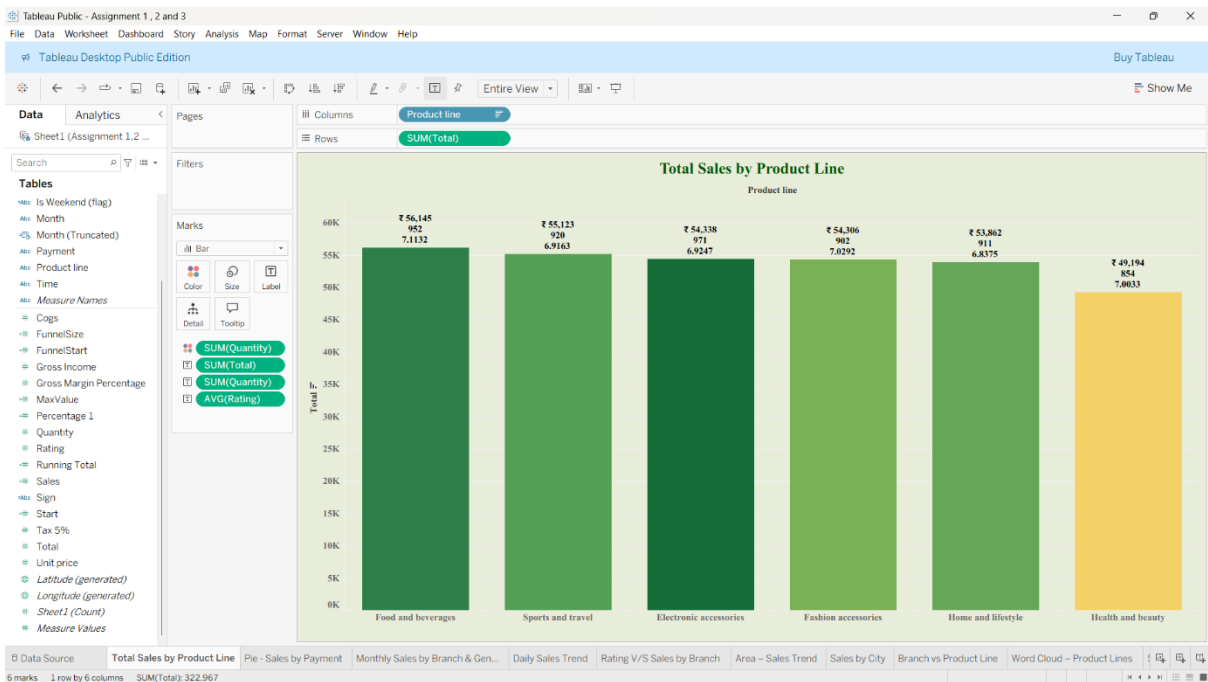 Tableau Public - Assignment 1 , 2 and 3
File Data Worksheet Dashboard Story Analysis Map Format Server Window Help
Tableau Desktop Public Edition
Buy Tableau
Entire View
Show Me
Data
Analytics
Sheet1 (Assignment 1,2 ...
Search
Tables
Abc Is Weekend (flag)
Abc Month
Month (Truncated)
Abc Payment
Abc Product line
Abc Time
Abc Measure Names
# Cogs
# FunnelSize
# FunnelStart
# Gross Income
# Gross Margin Percentage
# MaxValue
# Percentage 1
# Quantity
# Rating
# Running Total
# Sales
Abc Sign
# Start
# Tax 5%
# Total
# Unit price
Latitude (generated)
Longitude (generated)
# Sheet1 (Count)
# Measure Values
Pages
Filters
Marks
Bar
Color
Size
Label
Detail
Tooltip
SUM(Quantity)
SUM(Total)
SUM(Quantity)
AVG(Rating)
Columns
Product line
Rows
SUM(Total)
Total Sales by Product Line
Product line
Total
60K
55K
50K
45K
40K
35K
30K
25K
20K
15K
10K
5K
0K
₹ 56,145
952
7.1132
₹ 55,123
920
6.9163
₹ 54,338
971
6.9247
₹ 54,306
902
7.0292
₹ 53,862
911
6.8375
₹ 49,194
854
7.0033
Food and beverages
Sports and travel
Electronic accessories
Fashion accessories
Home and lifestyle
Health and beauty
Data Source
Total Sales by Product Line
Pie - Sales by Payment
Monthly Sales by Branch & Gen...
Daily Sales Trend
Rating V/S Sales by Branch
Area – Sales Trend
Sales by City
Branch vs Product Line
Word Cloud – Product Lines
6 marks 1 row by 6 columns SUM(Total): 322,967